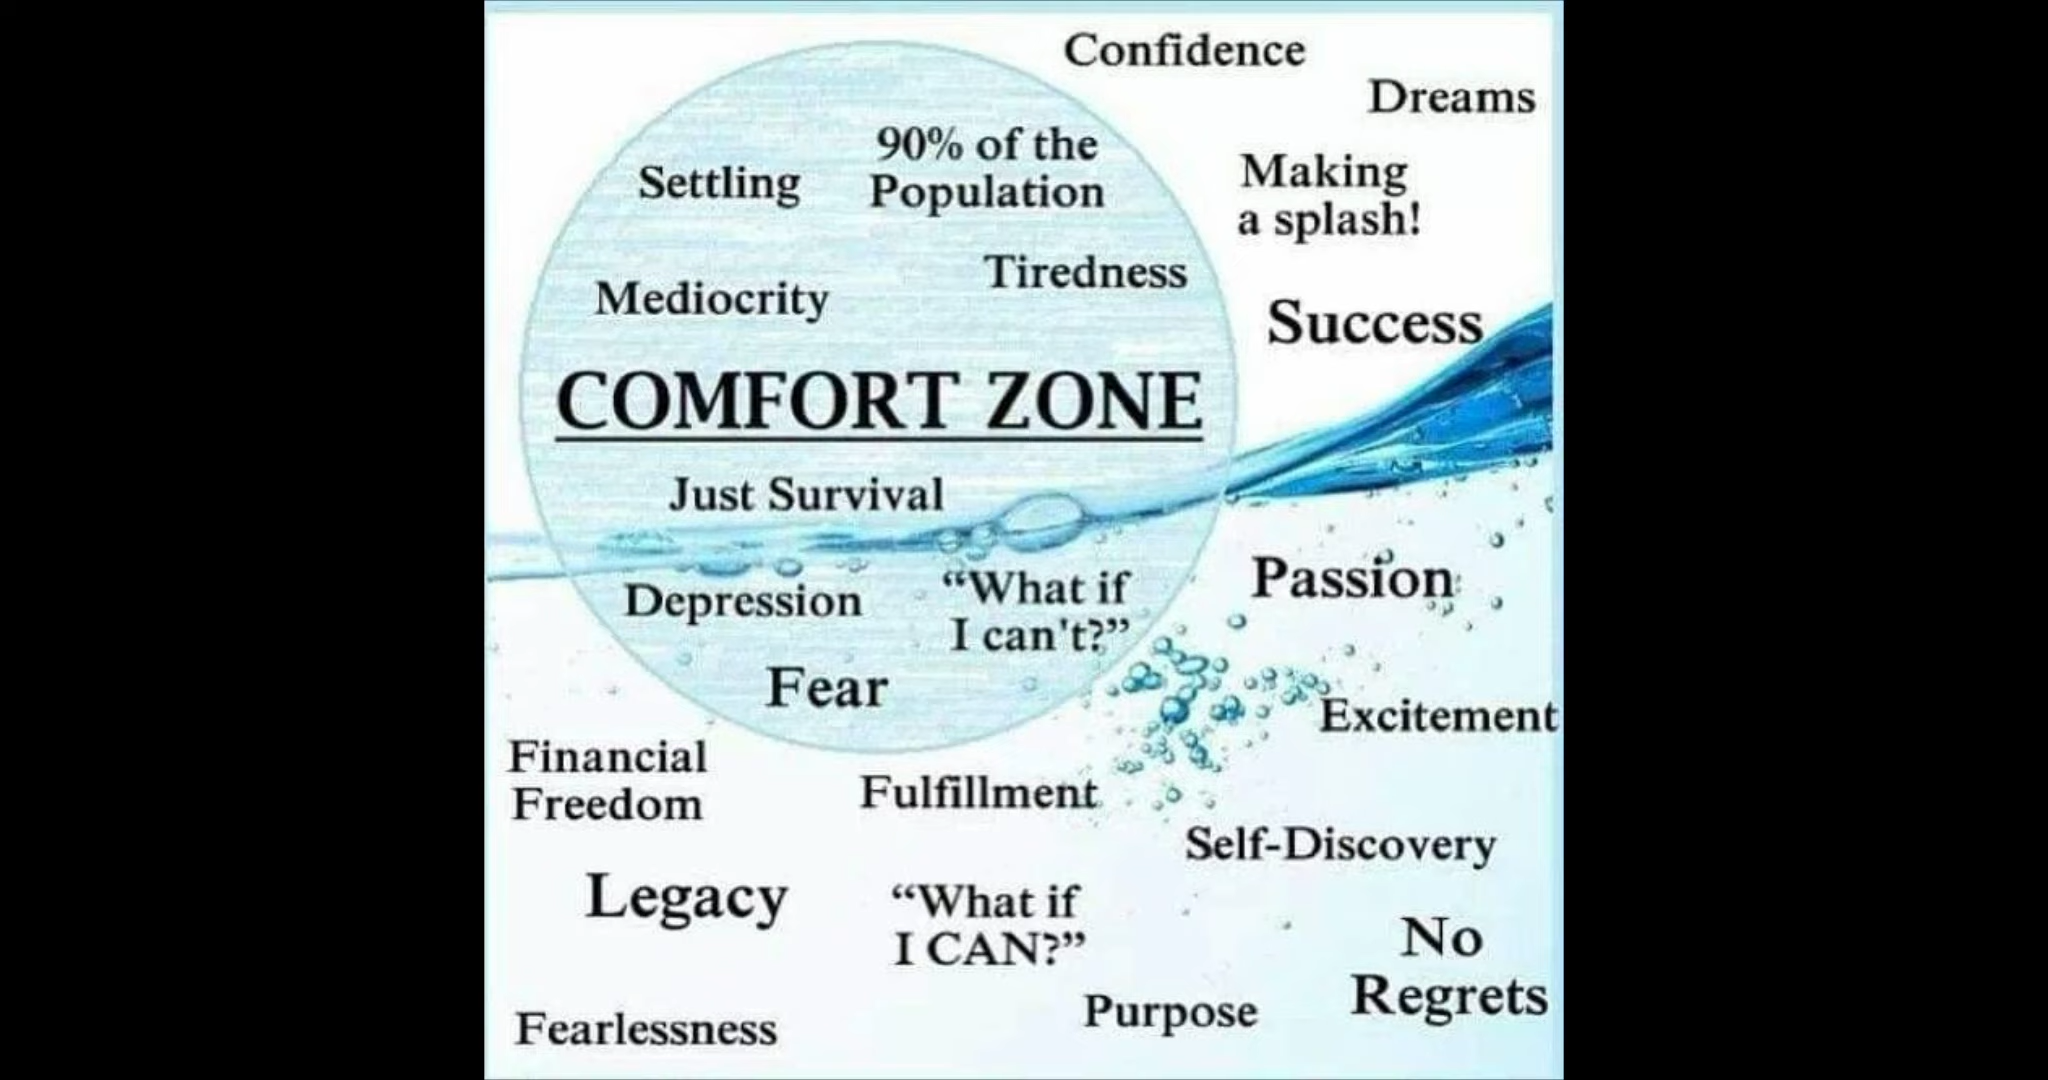 Confidence
Dreams
90% of the
Population
Settling
Making
a splash!
Tiredness
Mediocrity
Success
COMFORT ZONE
Just Survival
Depression
“What if
I can't?”
Passion
Fear
Excitement
Financial
Freedom
Fulfillment
Self-Discovery
Legacy
“What if
I CAN?”
No
Regrets
Purpose
Fearlessness